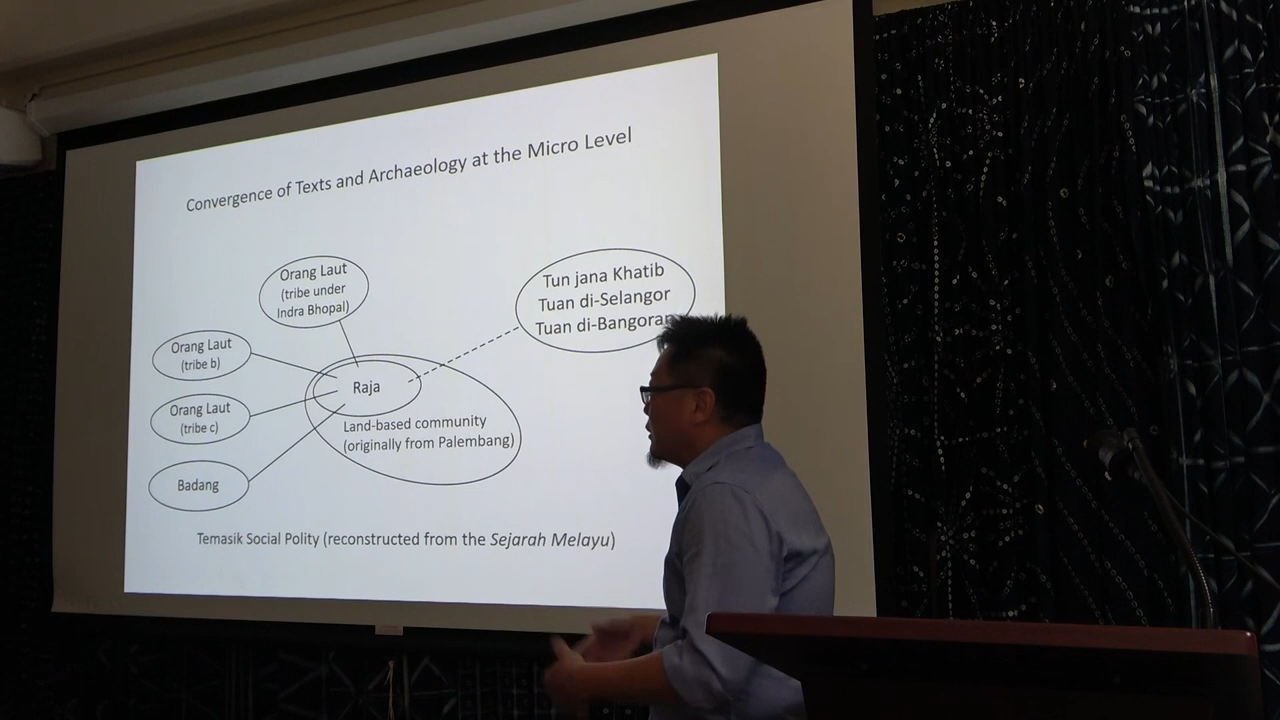 Convergence of Texts and Archaeology at the Micro Level
Orang Laut
(tribe under
Indra Bhopal)
Tun jana Khatib
Tuan di-Selangor
Tuan di-Bangoran
Orang Laut
(tribe b)
Raja
Orang Laut
(tribe c)
Land-based community
(originally from Palembang)
Badang
Temasik Social Polity (reconstructed from the Sejarah Melayu)